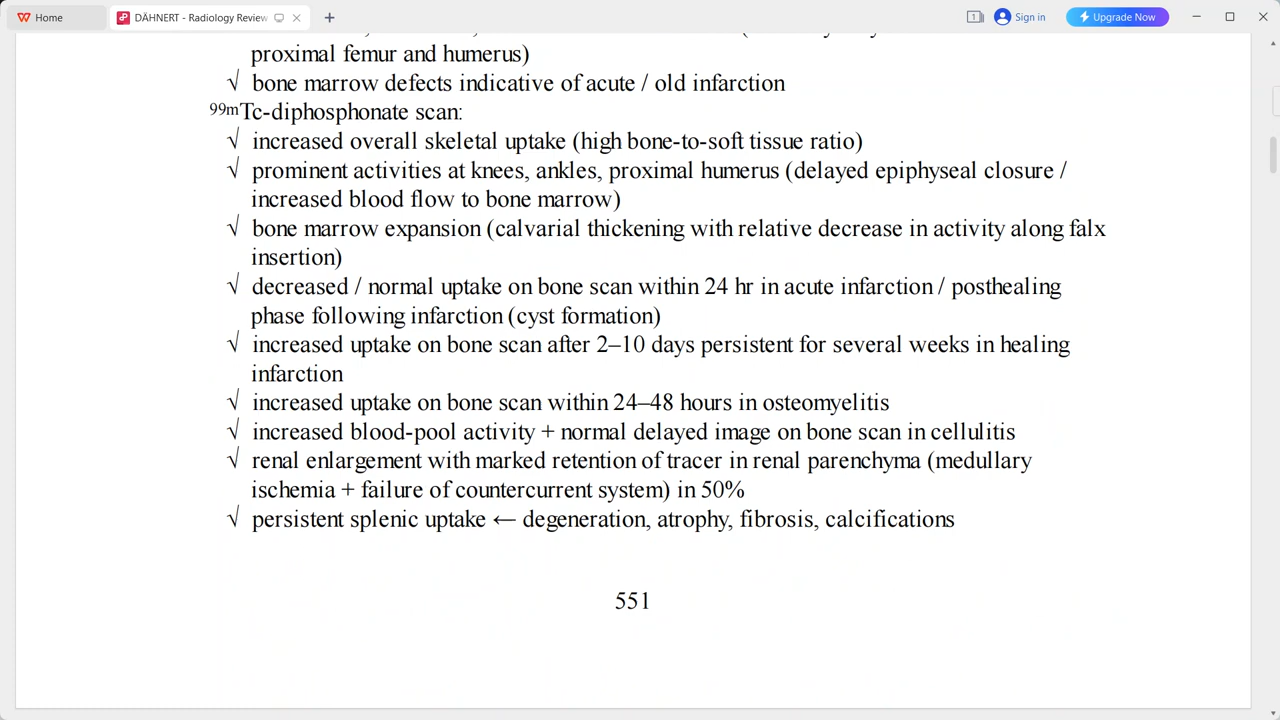 Home
DÄHNERT - Radiology Review
1
Sign in
Upgrade Now
proximal femur and humerus)
√ bone marrow defects indicative of acute / old infarction
99mTc-diphosphonate scan:
√ increased overall skeletal uptake (high bone-to-soft tissue ratio)
√ prominent activities at knees, ankles, proximal humerus (delayed epiphyseal closure /
increased blood flow to bone marrow)
√ bone marrow expansion (calvarial thickening with relative decrease in activity along falx
insertion)
√ decreased / normal uptake on bone scan within 24 hr in acute infarction / posthealing
phase following infarction (cyst formation)
√ increased uptake on bone scan after 2–10 days persistent for several weeks in healing
infarction
√ increased uptake on bone scan within 24–48 hours in osteomyelitis
√ increased blood-pool activity + normal delayed image on bone scan in cellulitis
√ renal enlargement with marked retention of tracer in renal parenchyma (medullary
ischemia + failure of countercurrent system) in 50%
√ persistent splenic uptake ← degeneration, atrophy, fibrosis, calcifications
551